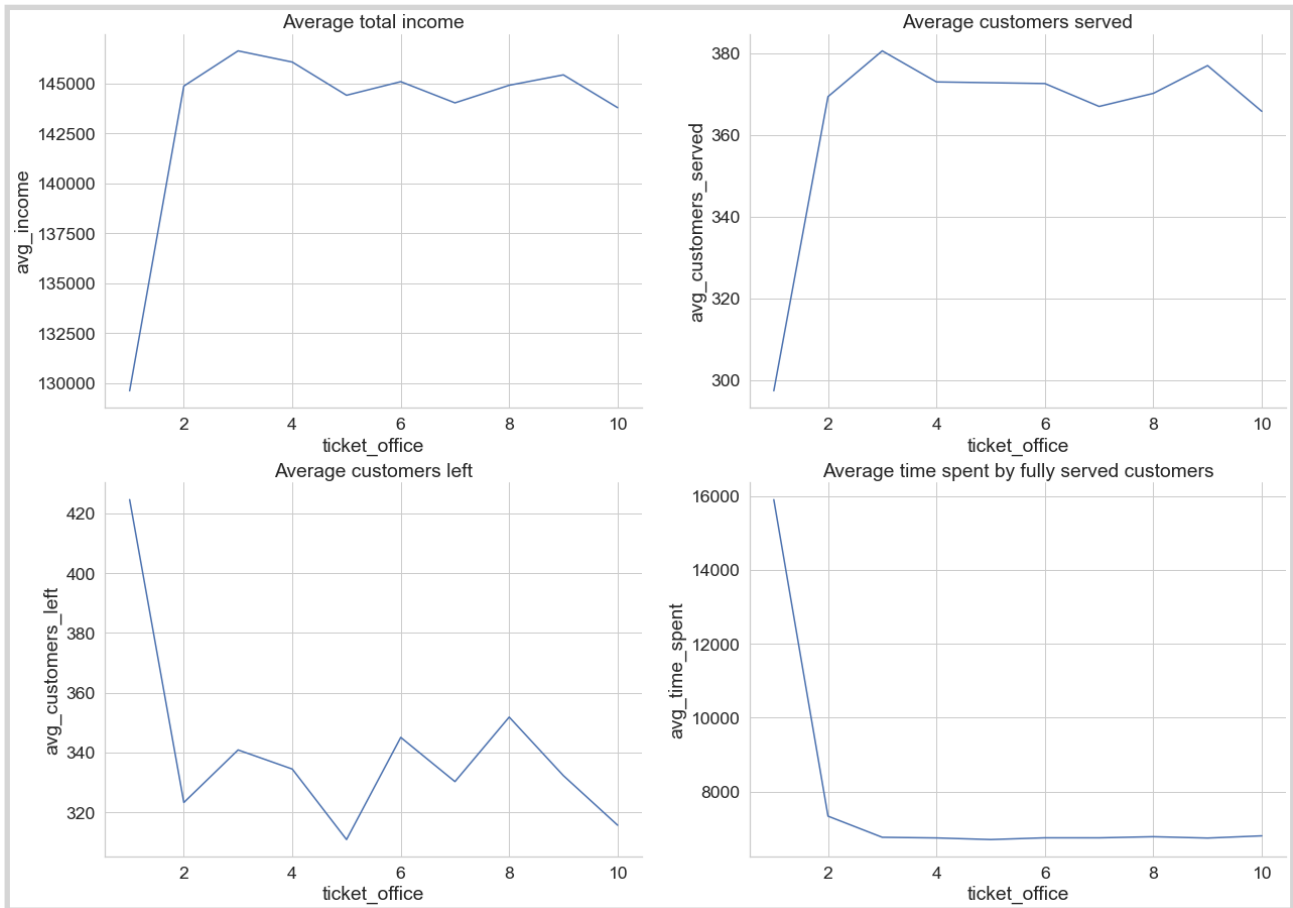 Average total income
145000
142500
140000
137500
135000
132500
130000
avg_income
2 4 6 8 10
ticket_office
Average customers served
380
360
340
320
300
avg_customers_served
2 4 6 8 10
ticket_office
Average customers left
420
400
380
360
340
320
avg_customers_left
2 4 6 8 10
ticket_office
Average time spent by fully served customers
16000
14000
12000
10000
8000
avg_time_spent
2 4 6 8 10
ticket_office